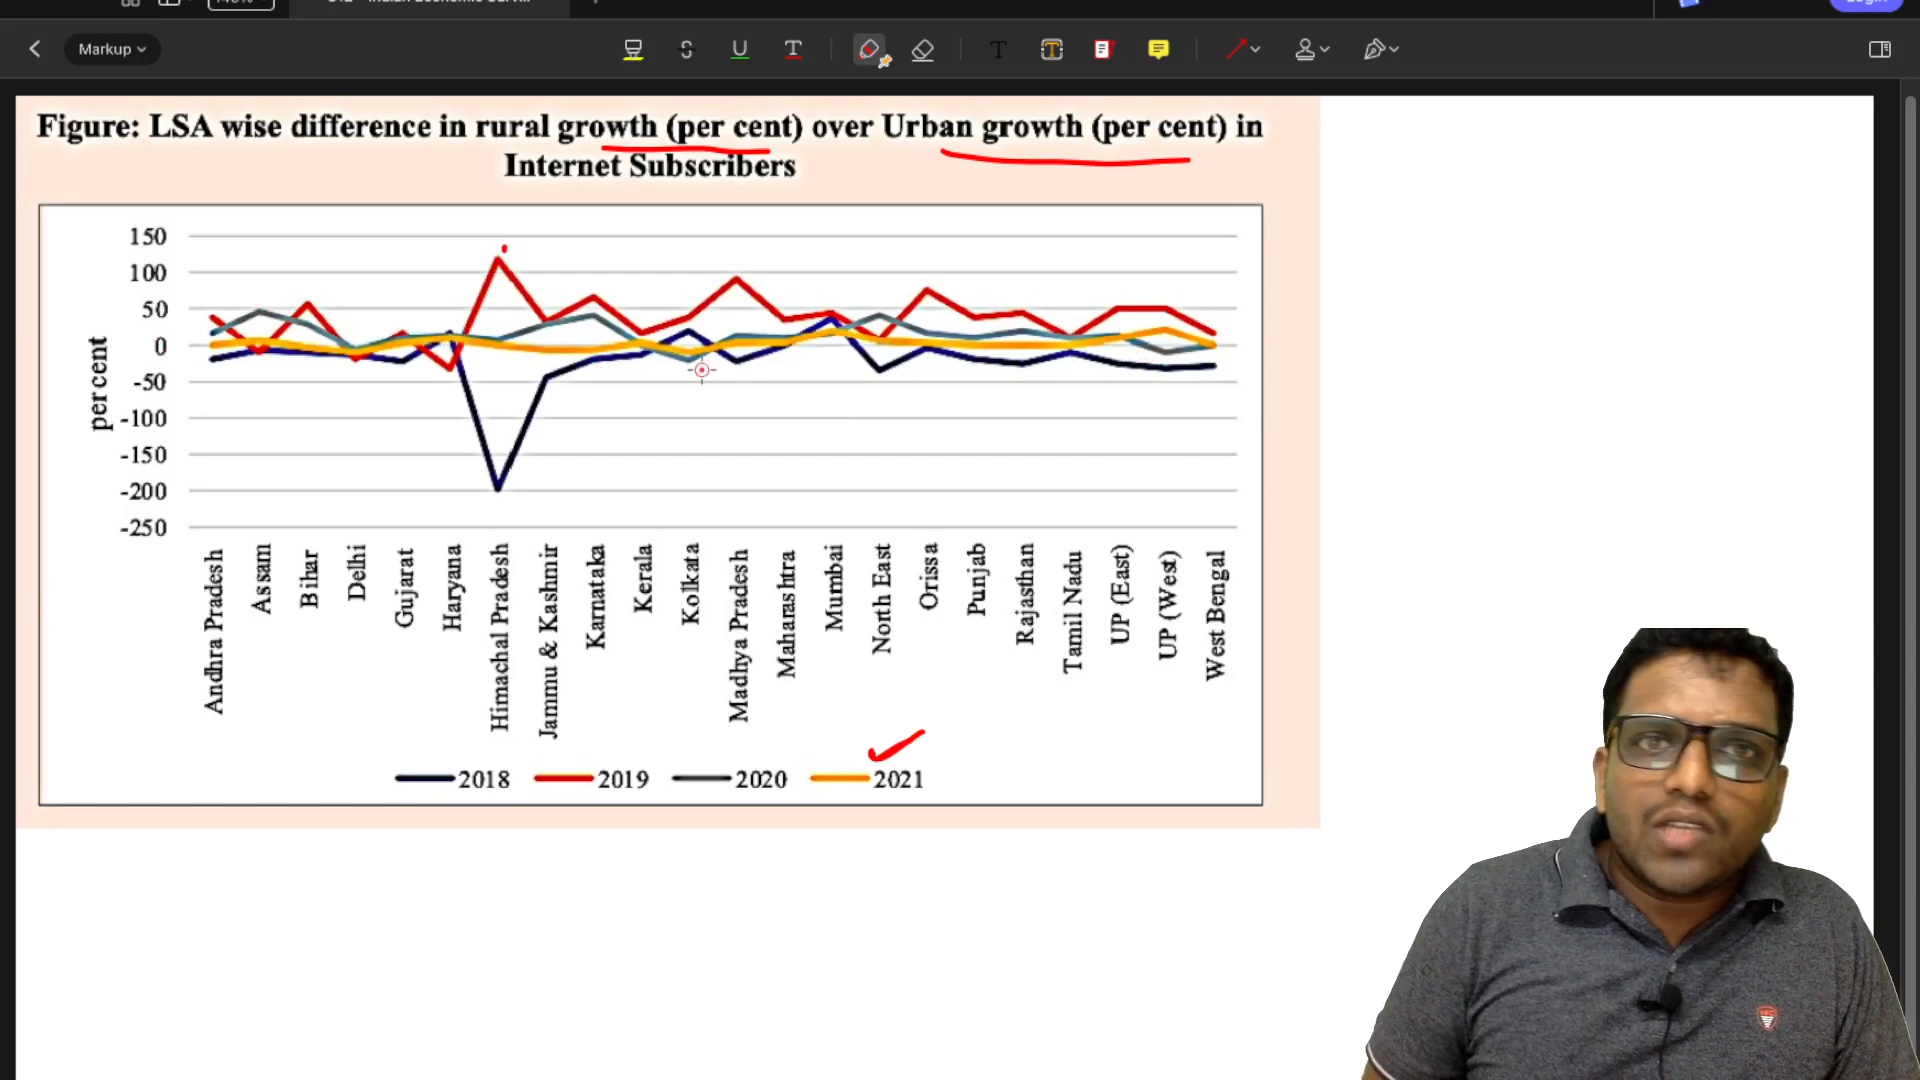 Markup
Figure: LSA wise difference in rural growth (per cent) over Urban growth (per cent) in
Internet Subscribers
150
100
50
0
-50
-100
-150
-200
-250
per cent
Andhra Pradesh
Assam
Bihar
Delhi
Gujarat
Haryana
Himachal Pradesh
Jammu & Kashmir
Karnataka
Kerala
Kolkata
Madhya Pradesh
Maharashtra
Mumbai
North East
Orissa
Punjab
Rajasthan
Tamil Nadu
UP (East)
UP (West)
West Bengal
2018 2019 2020 2021